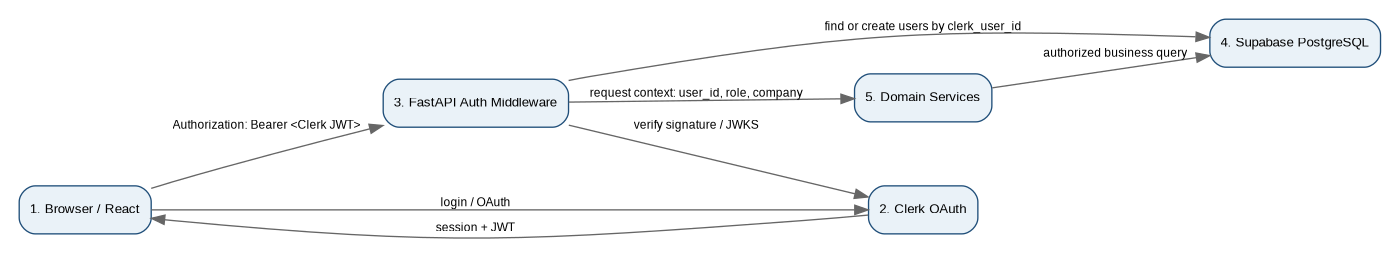 find or create users by clerk_user_id
4. Supabase PostgreSQL
authorized business query
3. FastAPI Auth Middleware
request context: user_id, role, company
5. Domain Services
Authorization: Bearer <Clerk JWT>
verify signature / JWKS
1. Browser / React
login / OAuth
2. Clerk OAuth
session + JWT